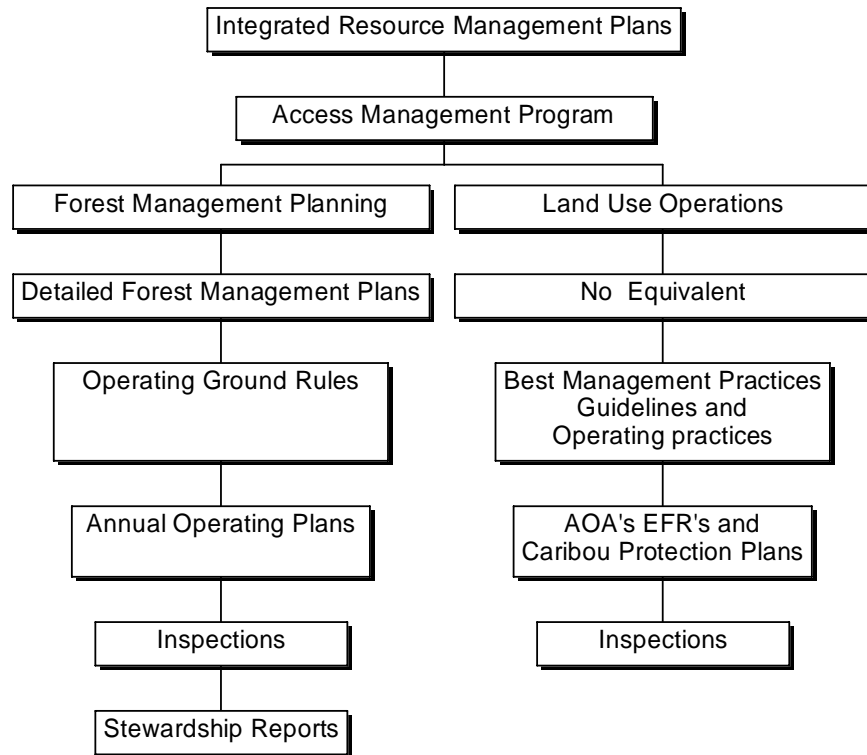 Integrated Resource Management Plans
Access Management Program
Forest Management Planning
Land Use Operations
Detailed Forest Management Plans
No Equivalent
Operating Ground Rules
Best Management Practices
Guidelines and
Operating practices
Annual Operating Plans
AOA's EFR's and
Caribou Protection Plans
Inspections
Inspections
Stewardship Reports